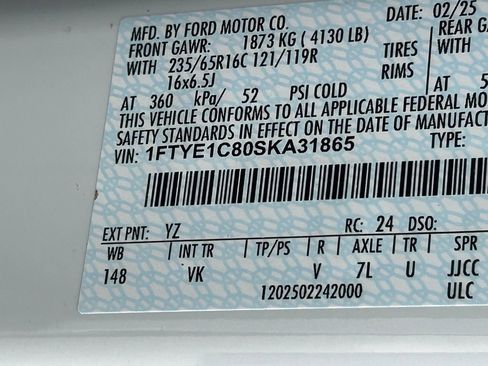 MFD. BY FORD MOTOR CO. DATE: 02/25
FRONT GAWR: 1873 KG ( 4130 LB) REAR GA
WITH 235/65R16C 121/119R TIRES WITH
16x6.5J RIMS
AT 360 kPa/ 52 PSI COLD AT 5
THIS VEHICLE CONFORMS TO ALL APPLICABLE FEDERAL MO
SAFETY STANDARDS IN EFFECT ON THE DATE OF MANUFACT
VIN: 1FTYE1C80SKA31865 TYPE:
EXT PNT: YZ RC: 24 DSO:
WB INT TR TP/PS R AXLE TR SPR
148 VK V 7L U JJCC
1202502242000 ULC